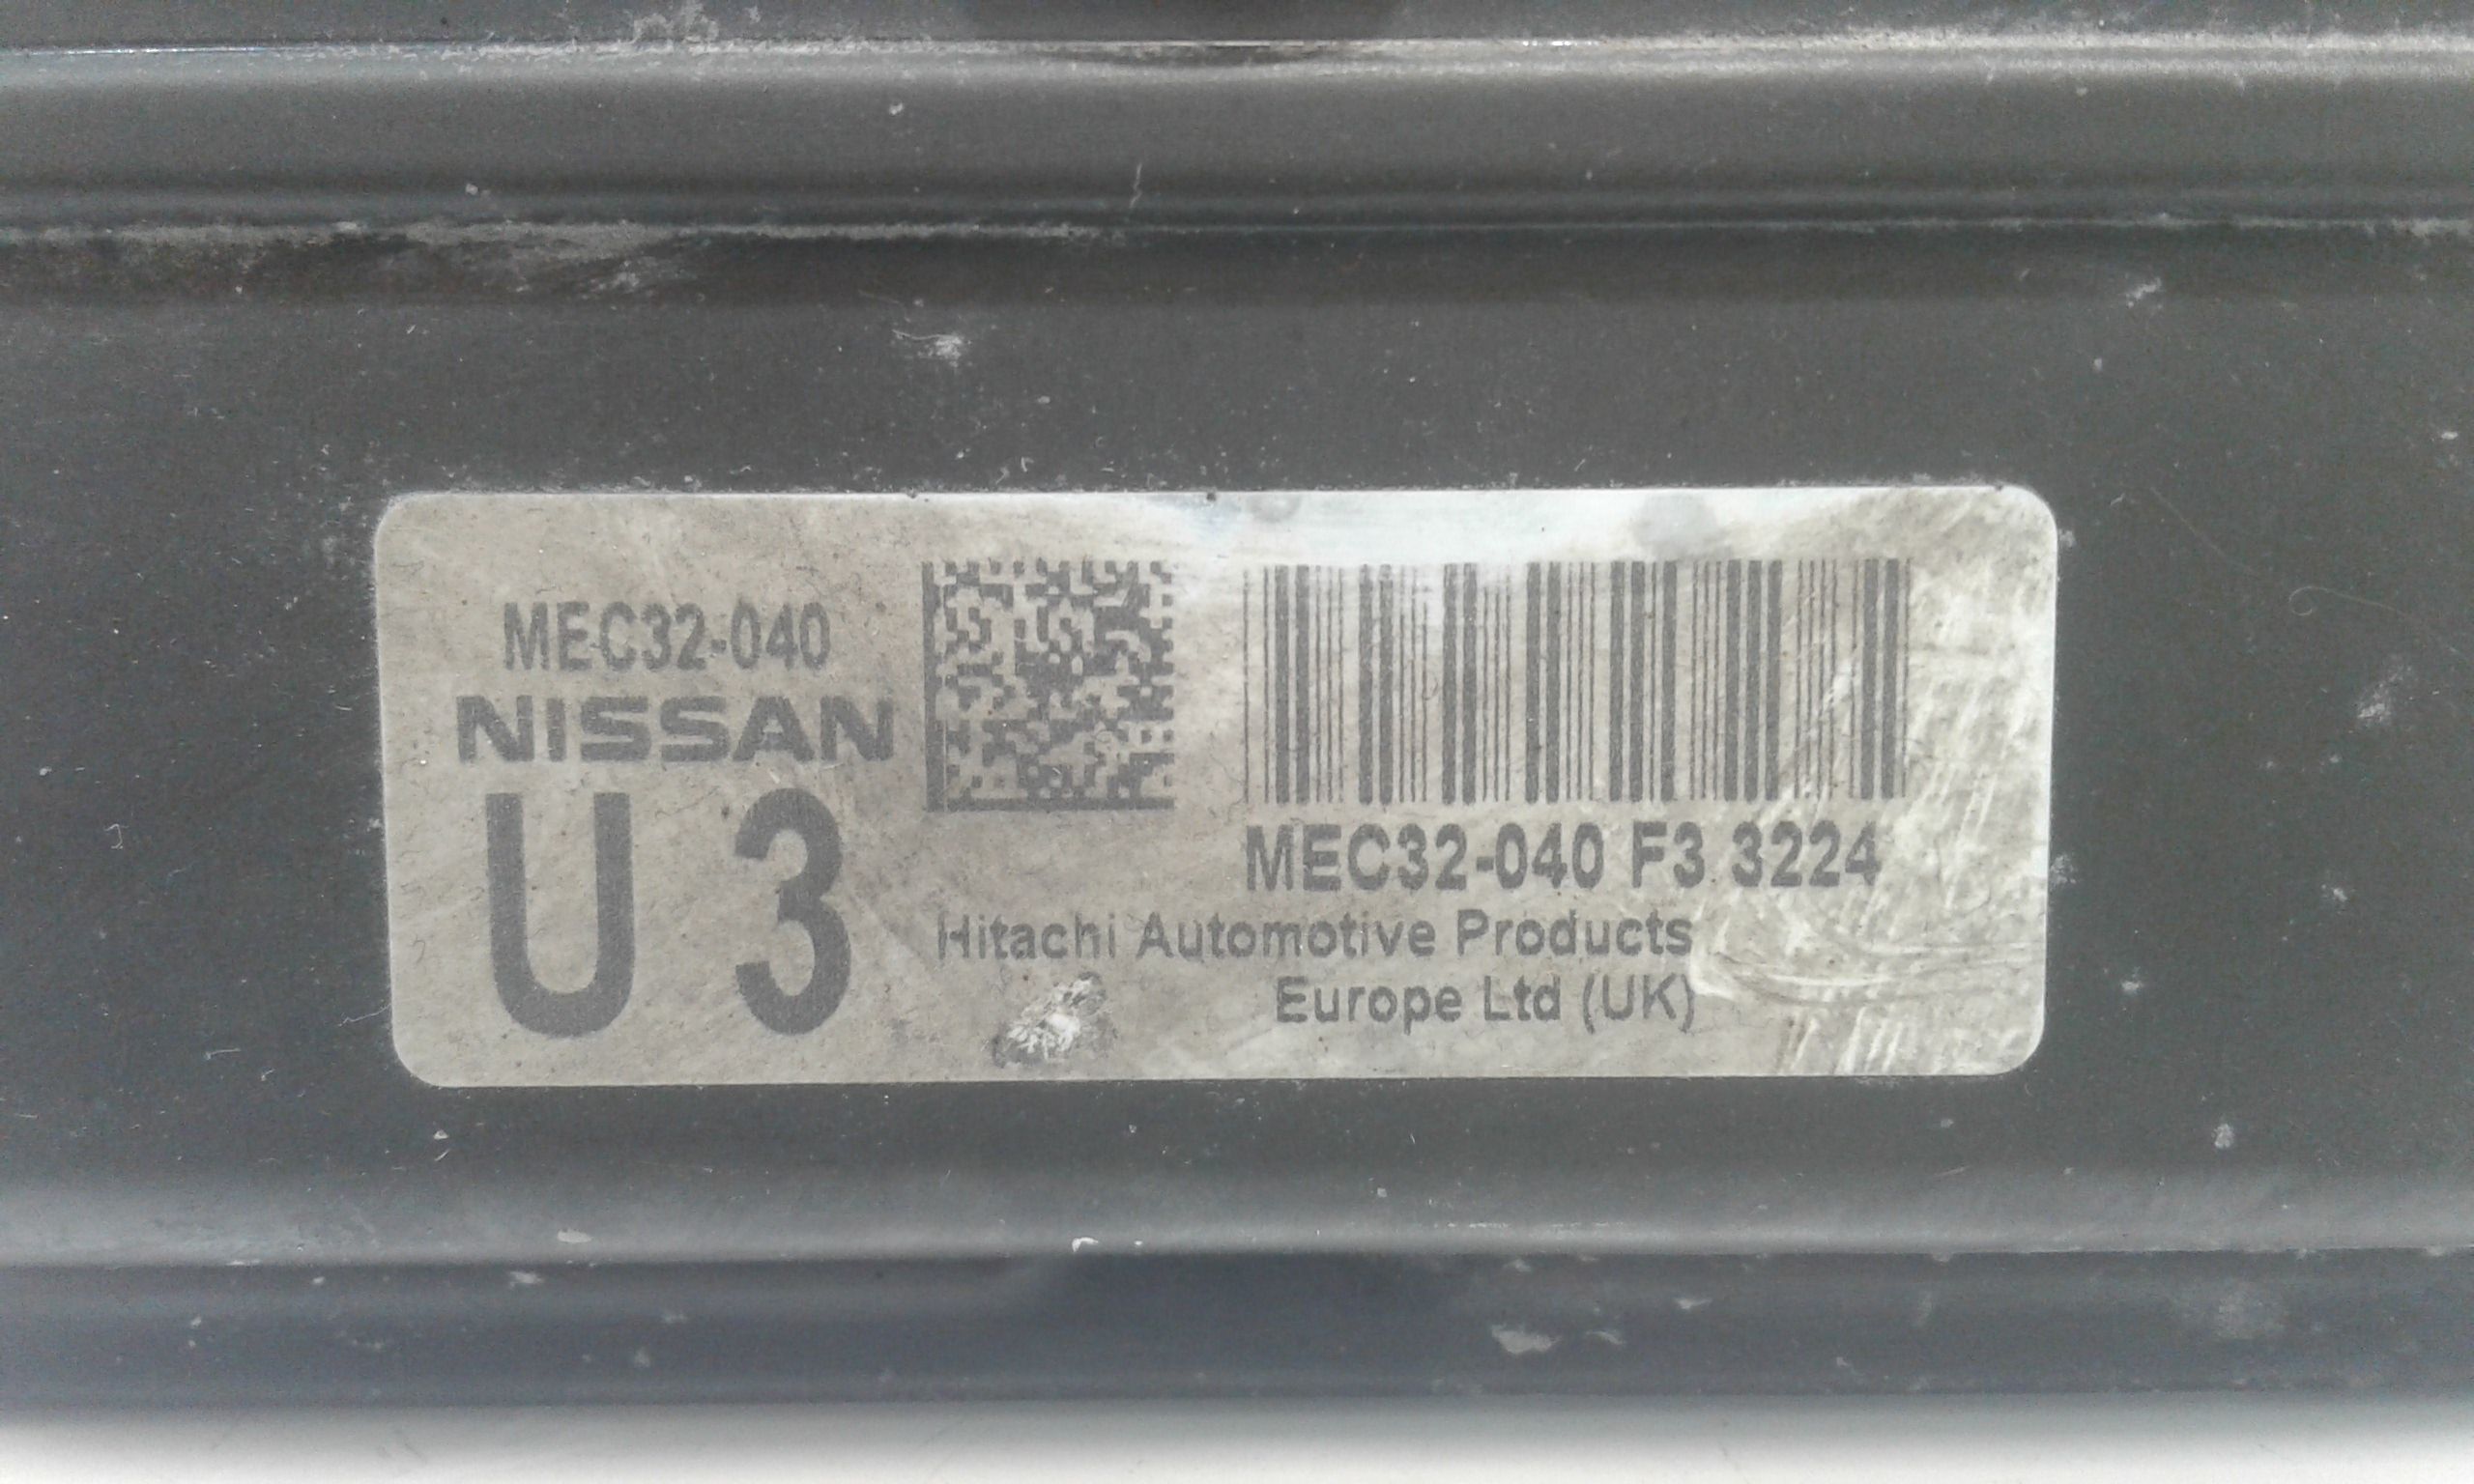 MEC32-040
NISSAN
U 3
MEC32-040 F3 3224
Hitachi Automotive Products
Europe Ltd (UK)